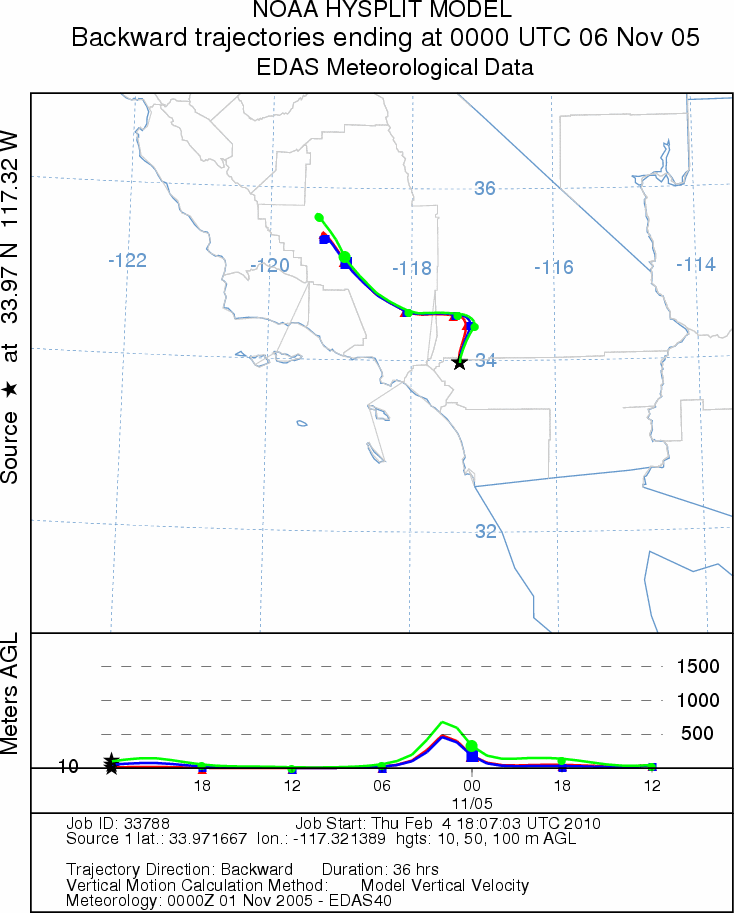 NOAA HYSPLIT MODEL
Backward trajectories ending at 0000 UTC 06 Nov 05
EDAS Meteorological Data
Source ★ at 33.97 N 117.32 W
36
-122
-120
-118
-116
-114
34
32
Meters AGL
1500
1000
500
10
18
12
06
00
18
12
11/05
Job ID: 33788 Job Start: Thu Feb 4 18:07:03 UTC 2010
Source 1 lat.: 33.971667 lon.: -117.321389 hgts: 10, 50, 100 m AGL
Trajectory Direction: Backward Duration: 36 hrs
Vertical Motion Calculation Method: Model Vertical Velocity
Meteorology: 0000Z 01 Nov 2005 - EDAS40